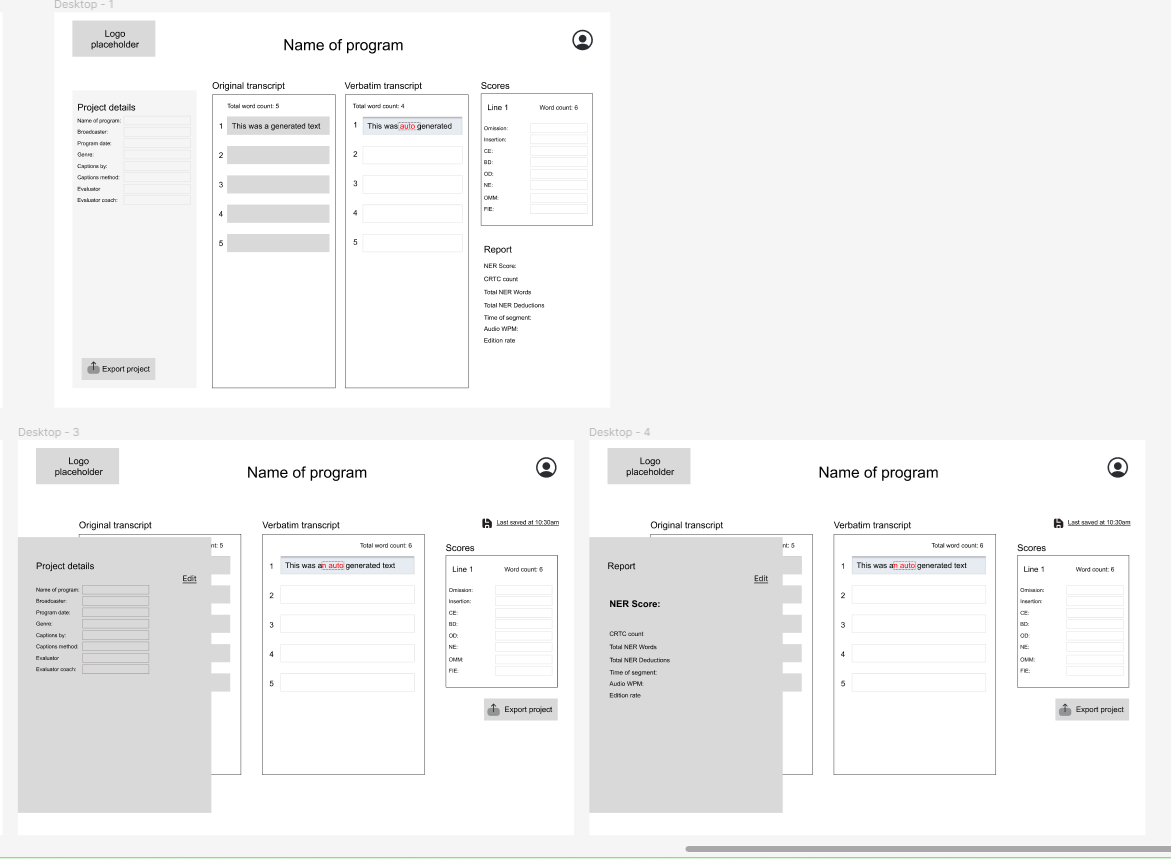 Desktop - 1
Logo
placeholder
Name of program
Project details
Name of program:
Broadcaster:
Program date:
Genre:
Captions by:
Captions method:
Evaluator
Evaluator coach:
Export project
Original transcript
Total word count: 5
1 This was a generated text
2
3
4
5
Verbatim transcript
Total word count: 4
1 This was auto generated
2
3
4
5
Scores
Line 1 Word count: 6
Omission:
Insertion:
CE:
BD:
OD:
NE:
OMM:
FIE:
Report
NER Score:
CRTC count
Total NER Words
Total NER Deductions
Time of segment:
Audio WPM:
Edition rate
Desktop - 3
Logo
placeholder
Name of program
Original transcript
nt: 5
Project details
Edit
Name of program:
Broadcaster:
Program date:
Genre:
Captions by:
Captions method:
Evaluator
Evaluator coach:
Verbatim transcript
Total word count: 6
1 This was an auto generated text
2
3
4
5
Last saved at 10:30am
Scores
Line 1 Word count: 6
Omission:
Insertion:
CE:
BD:
OD:
NE:
OMM:
FIE:
Export project
Desktop - 4
Logo
placeholder
Name of program
Original transcript
nt: 5
Report
Edit
NER Score:
CRTC count
Total NER Words
Total NER Deductions
Time of segment:
Audio WPM:
Edition rate
Verbatim transcript
Total word count: 6
1 This was an auto generated text
2
3
4
5
Last saved at 10:30am
Scores
Line 1 Word count: 6
Omission:
Insertion:
CE:
BD:
OD:
NE:
OMM:
FIE:
Export project